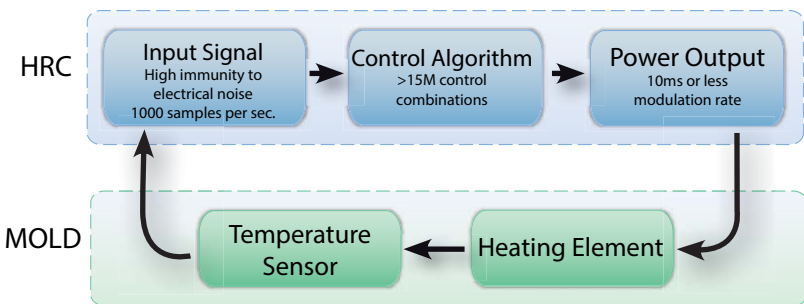 HRC
Input Signal
High immunity to
electrical noise
1000 samples per sec.
Control Algorithm
>15M control
combinations
Power Output
10ms or less
modulation rate
MOLD
Temperature
Sensor
Heating Element